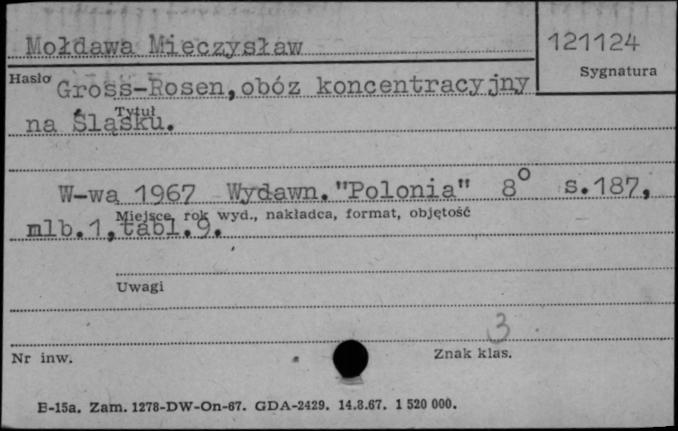 Mołdawa Mieczysław
121124
Hasło
Sygnatura
Gross-Rosen, obóz koncentracyjny
Tytuł
na Śląsku.
W-wa 1967 Wydawn. "Polonia" 8° s.187,
Miejsce, rok wyd., nakładca, format, objętość
mlb.1, tabl.9.
Uwagi
3
Nr inw.
Znak klas.
E-15a. Zam. 1278-DW-On-67. GDA-2429. 14.8.67. 1 520 000.